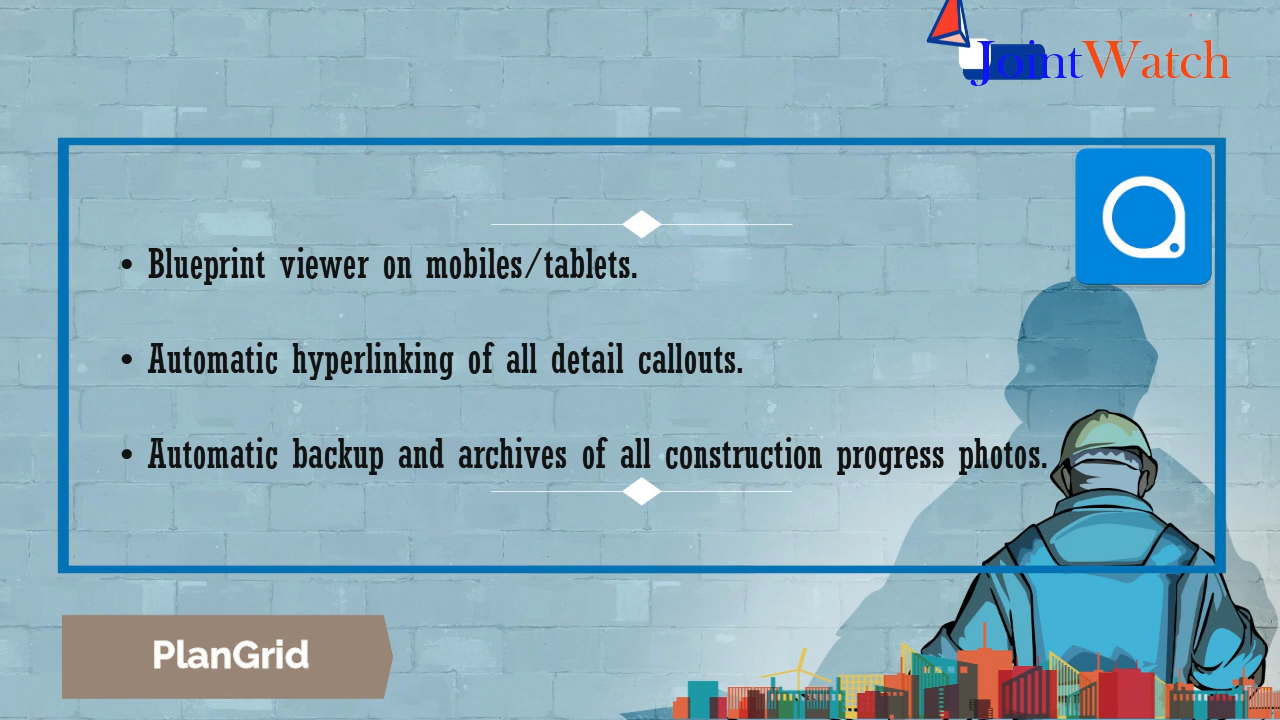 JointWatch
• Blueprint viewer on mobiles/tablets.
• Automatic hyperlinking of all detail callouts.
• Automatic backup and archives of all construction progress photos.
PlanGrid